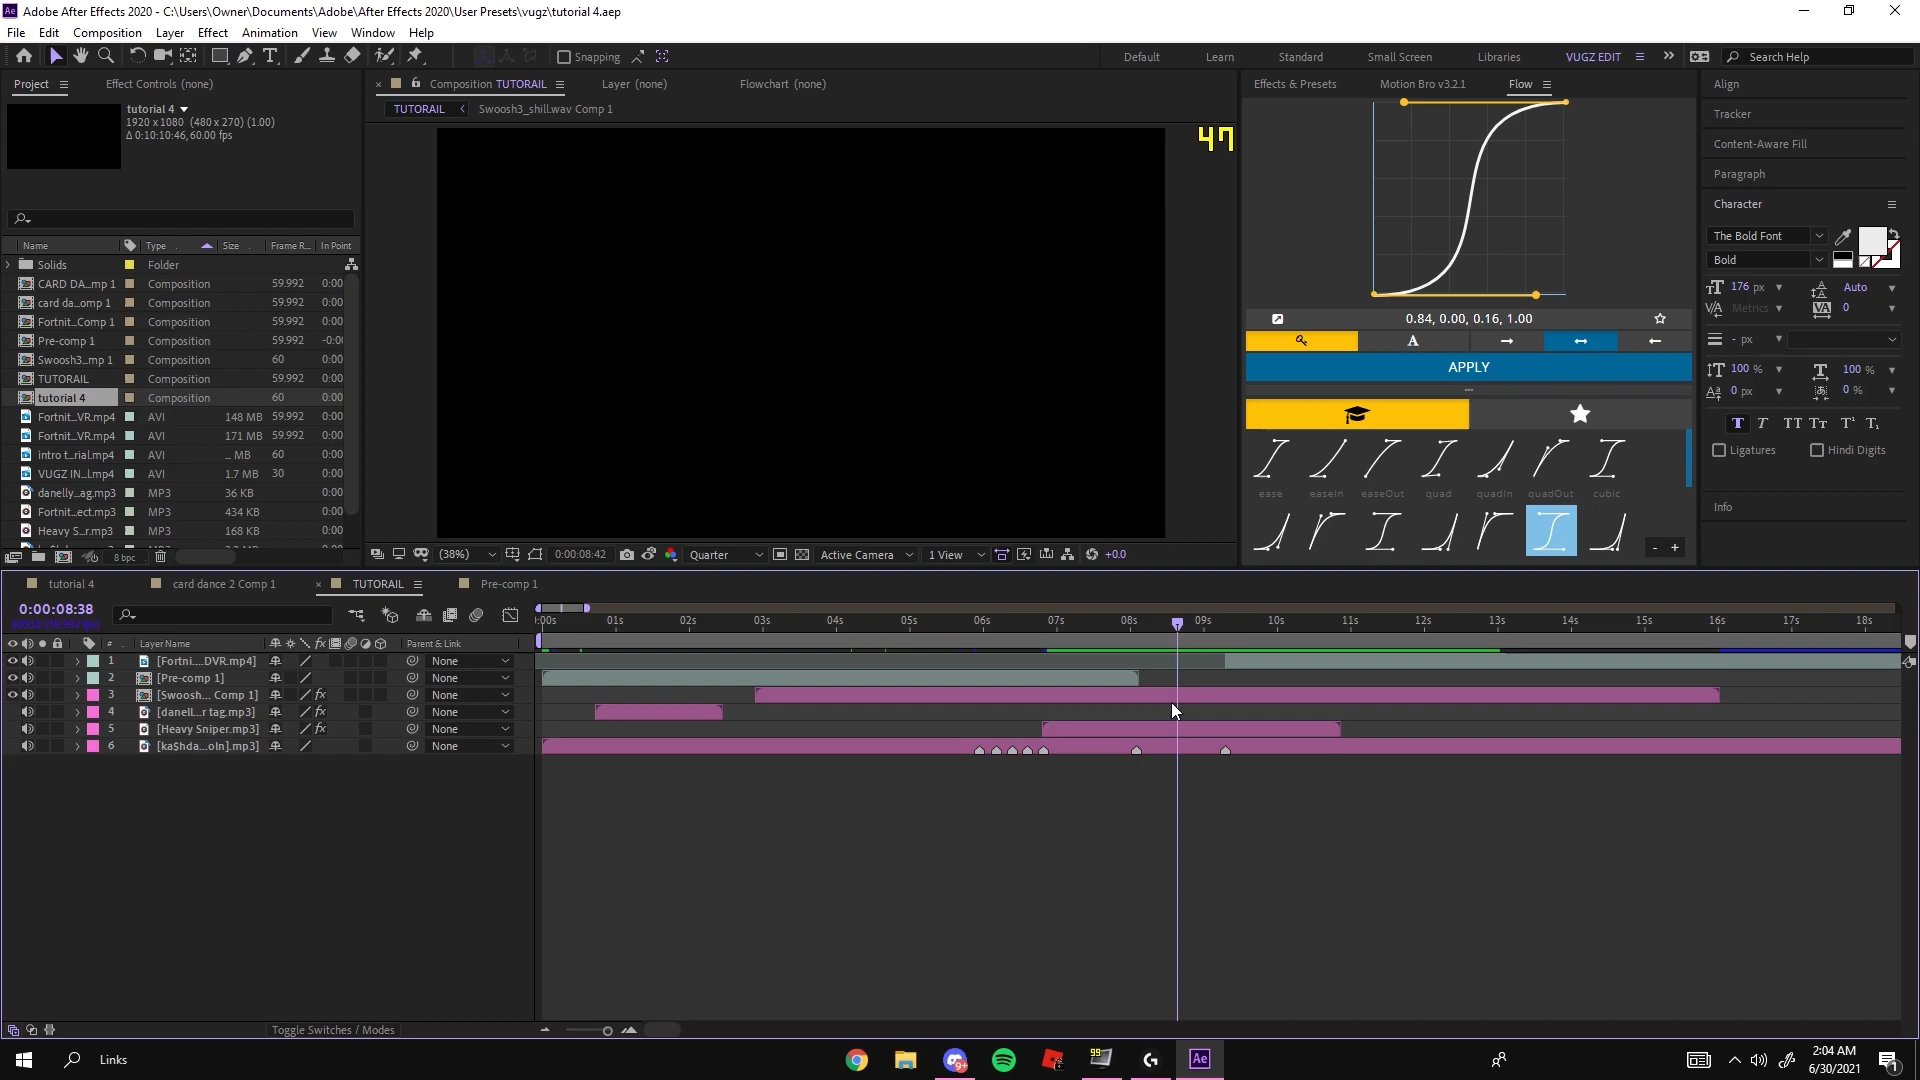 Adobe After Effects 2020 - C:\Users\Owner\Documents\Adobe\After Effects 2020\User Presets\vugz\tutorial 4.aep
File Edit Composition Layer Effect Animation View Window Help
Snapping
Default Learn Standard Small Screen Libraries VUGZ EDIT Search Help
Project Effect Controls (none)
tutorial 4
1920 x 1080 (480 x 270) (1.00)
Δ 0:10:10:46, 60.00 fps
Name Type Size Frame R... In Point
Solids Folder
CARD DA...mp 1 Composition 59.992 0:00
card da...omp 1 Composition 59.992 0:00
Fortnit...Comp 1 Composition 59.992 0:00
Pre-comp 1 Composition 59.992 -0:00
Swoosh3...mp 1 Composition 60 0:00
TUTORAIL Composition 59.992 0:00
tutorial 4 Composition 60 0:00
Fortnit...VR.mp4 AVI 148 MB 59.992 0:00
Fortnit...VR.mp4 AVI 171 MB 59.992 0:00
intro t...rial.mp4 AVI ... MB 60 0:00
VUGZ IN...l.mp4 AVI 1.7 MB 30 0:00
danelly...ag.mp3 MP3 36 KB 0:00
Fortnit...ect.mp3 MP3 434 KB 0:00
Heavy S...r.mp3 MP3 168 KB 0:00
8 bpc
Composition TUTORAIL Layer (none) Flowchart (none)
TUTORAIL Swoosh3_shill.wav Comp 1
47
(38%) 0:00:08:42 Quarter Active Camera 1 View +0.0
Effects & Presets Motion Bro v3.2.1 Flow
0.84, 0.00, 0.16, 1.00
A
APPLY
ease easeIn easeOut quad quadIn quadOut cubic
- +
Align
Tracker
Content-Aware Fill
Paragraph
Character
The Bold Font
Bold
176 px Auto
Metrics 0
- px
100 % 100 %
0 px 0 %
T T TT Tt T¹ T₁
Ligatures Hindi Digits
Info
tutorial 4 card dance 2 Comp 1 TUTORAIL Pre-comp 1
0:00:08:38
:00s 01s 02s 03s 04s 05s 06s 07s 08s 09s 10s 11s 12s 13s 14s 15s 16s 17s 18s
# Layer Name Parent & Link
1 [Fortni....DVR.mp4] None
2 [Pre-comp 1] None
3 [Swoosh... Comp 1] fx None
4 [danell...r tag.mp3] fx None
5 [Heavy Sniper.mp3] fx None
6 [ka$hda...oln].mp3] None
Toggle Switches / Modes
Links
9+
99
Ae
2:04 AM
6/30/2021
1